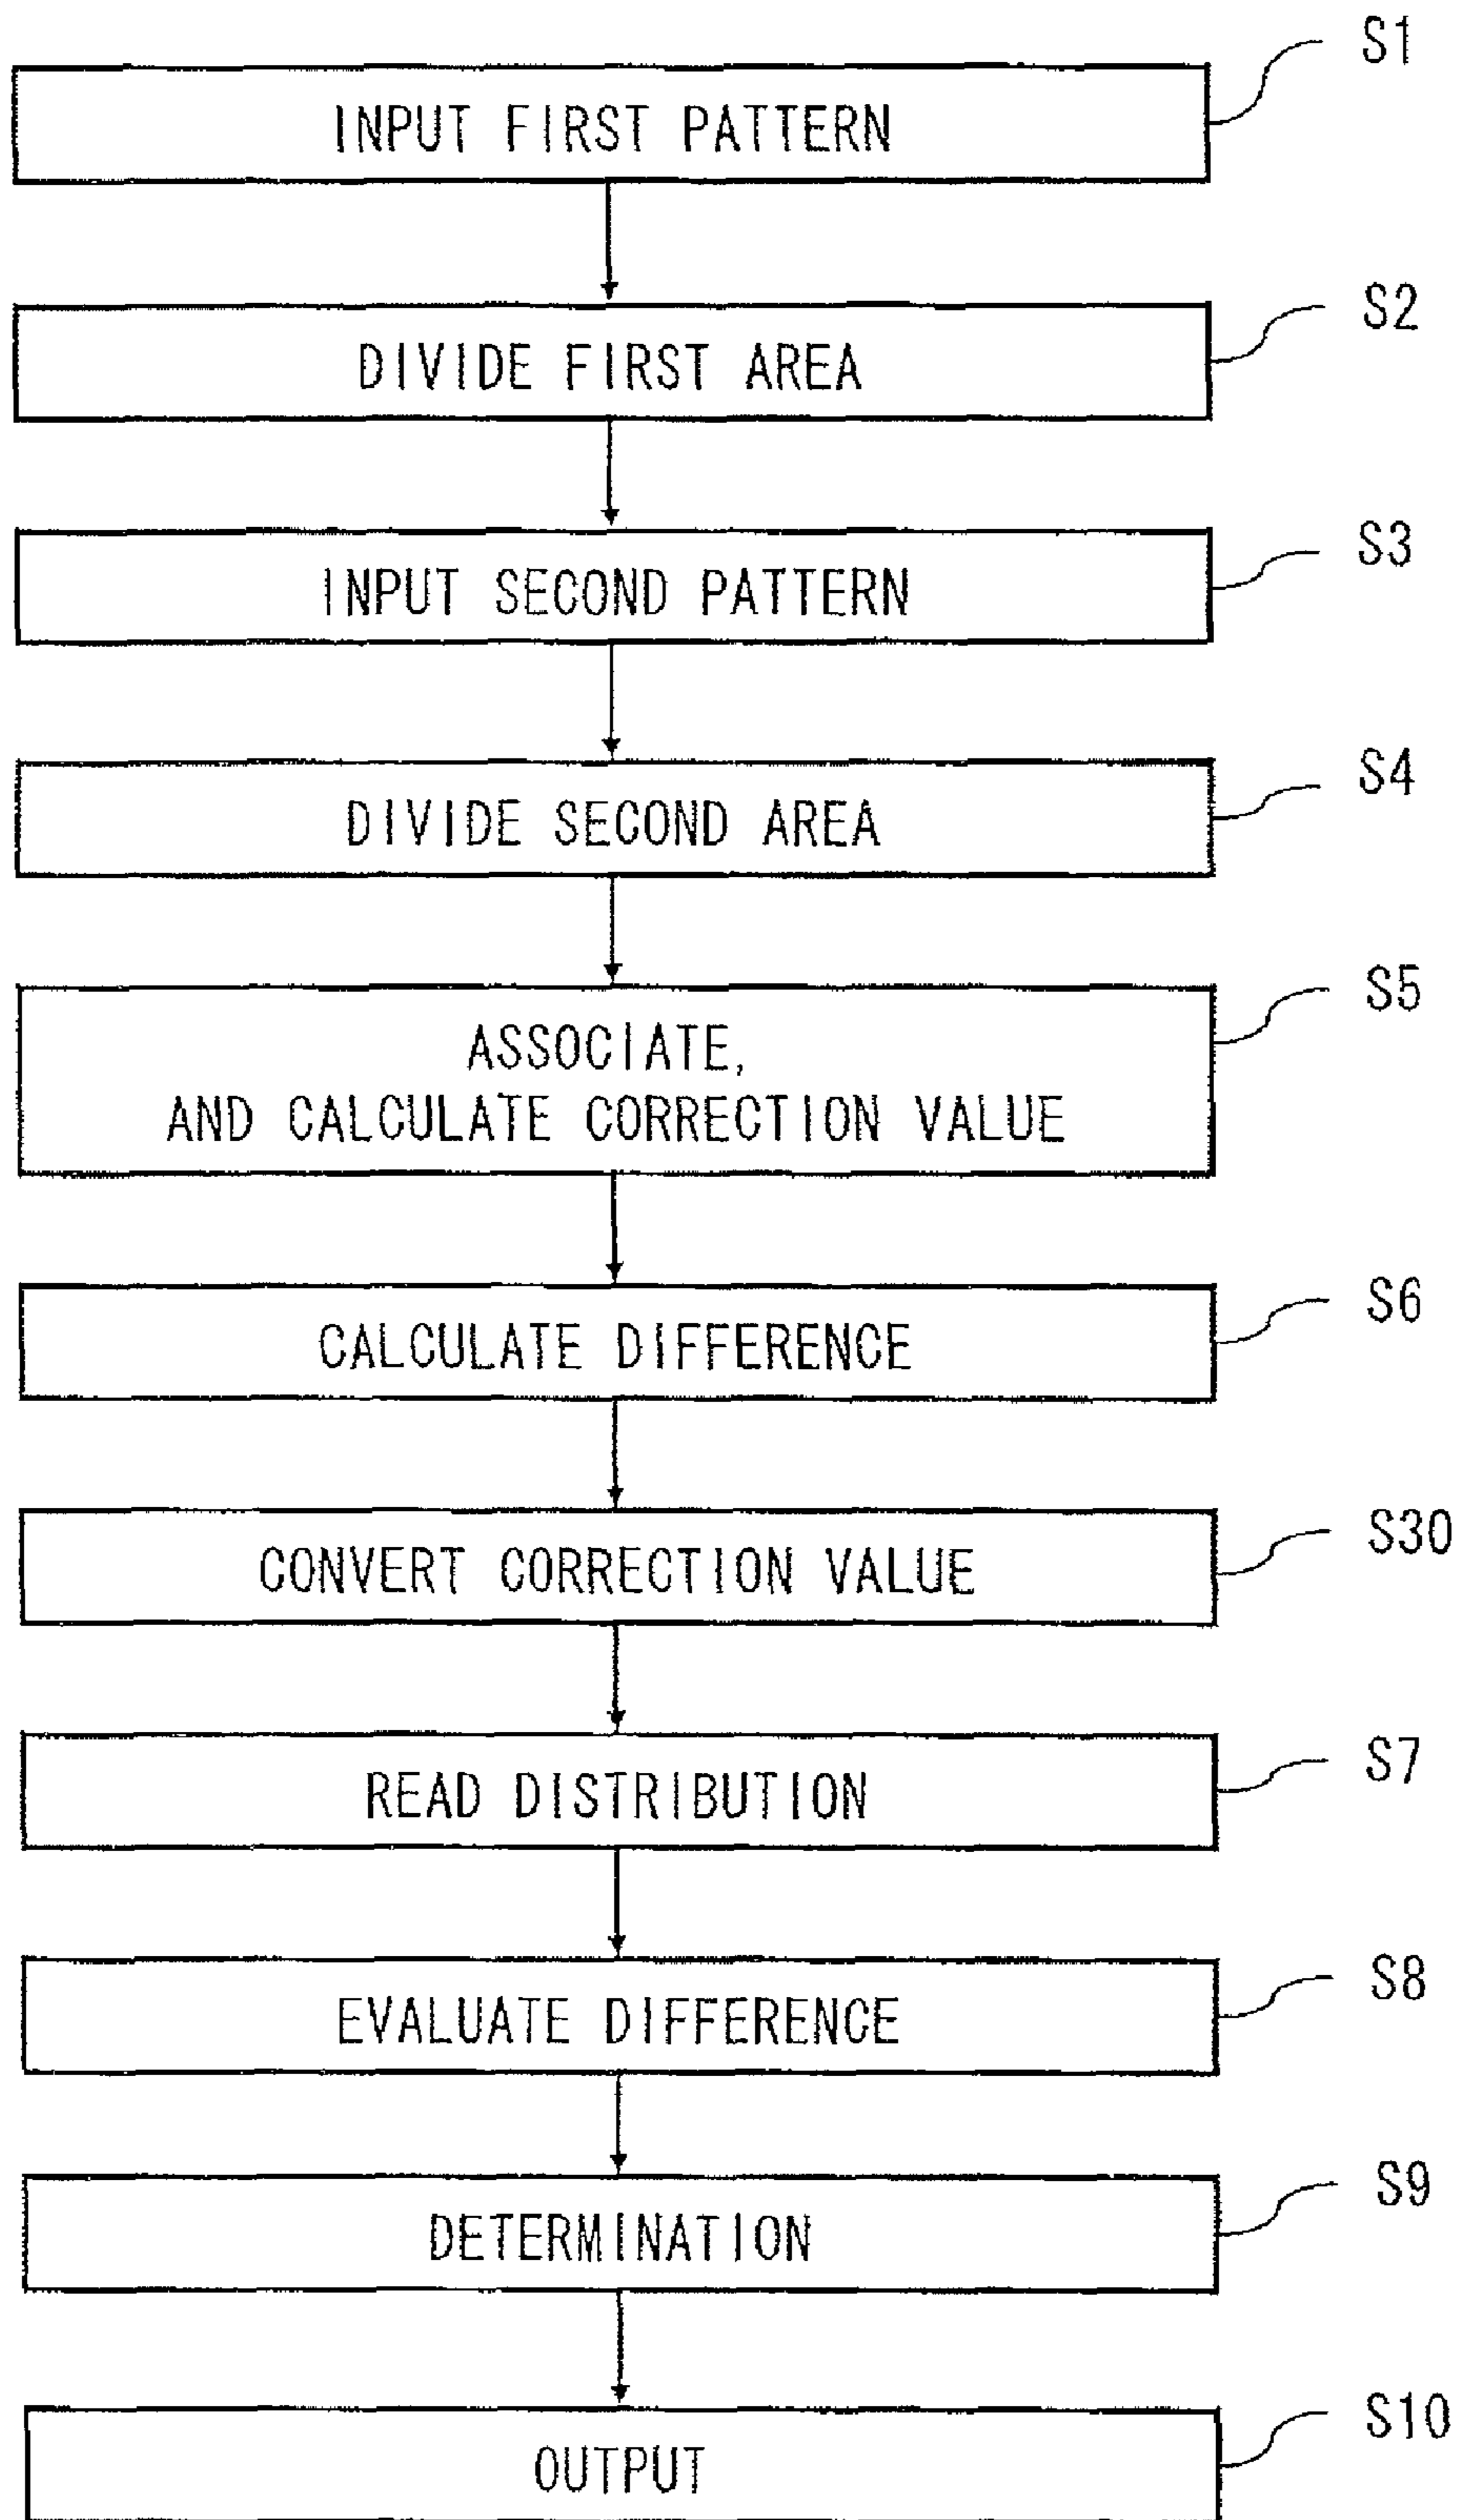 S1
INPUT FIRST PATTERN
S2
DIVIDE FIRST AREA
S3
INPUT SECOND PATTERN
S4
DIVIDE SECOND AREA
S5
ASSOCIATE,
AND CALCULATE CORRECTION VALUE
S6
CALCULATE DIFFERENCE
S30
CONVERT CORRECTION VALUE
S7
READ DISTRIBUTION
S8
EVALUATE DIFFERENCE
S9
DETERMINATION
S10
OUTPUT